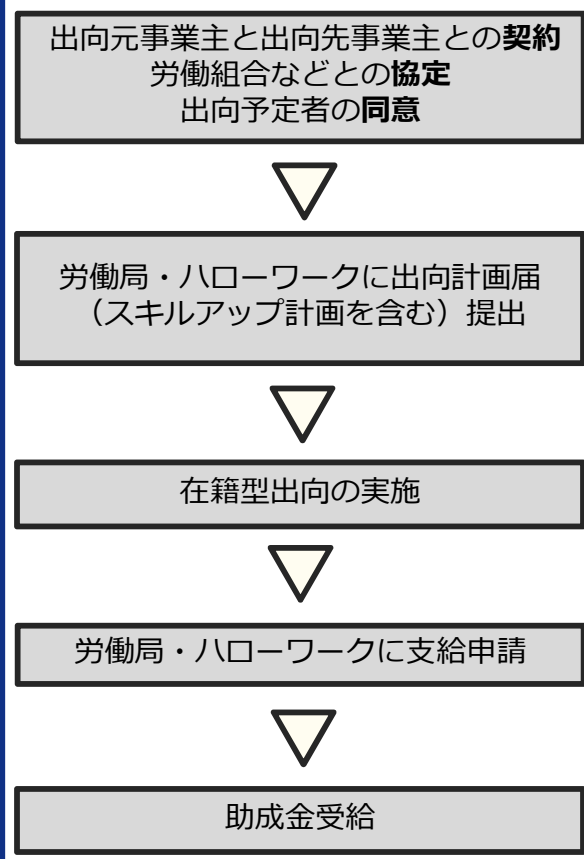 出向元事業主と出向先事業主との契約
労働組合などとの協定
出向予定者の同意
労働局・ハローワークに出向計画届
（スキルアップ計画を含む）提出
在籍型出向の実施
労働局・ハローワークに支給申請
助成金受給